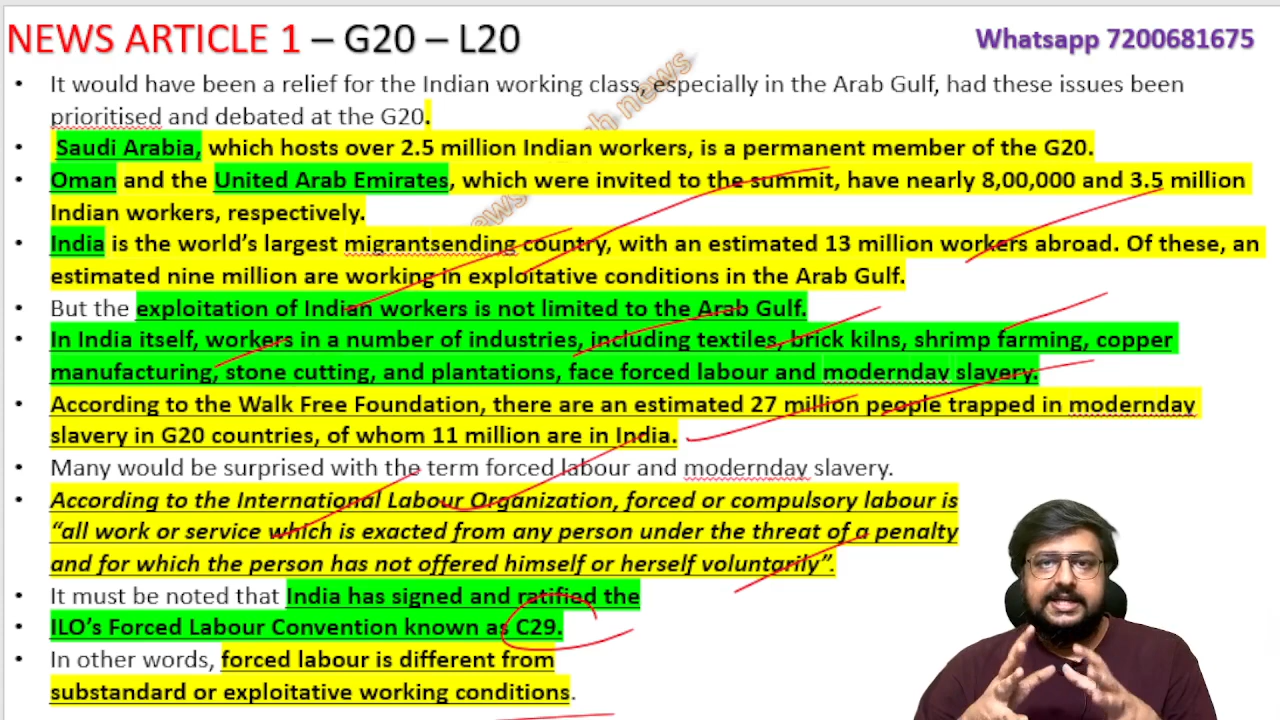 NEWS ARTICLE 1 – G20 – L20
Whatsapp 7200681675
• It would have been a relief for the Indian working class, especially in the Arab Gulf, had these issues been
prioritised and debated at the G20.
• Saudi Arabia, which hosts over 2.5 million Indian workers, is a permanent member of the G20.
• Oman and the United Arab Emirates, which were invited to the summit, have nearly 8,00,000 and 3.5 million
Indian workers, respectively.
• India is the world's largest migrantsending country, with an estimated 13 million workers abroad. Of these, an
estimated nine million are working in exploitative conditions in the Arab Gulf.
• But the exploitation of Indian workers is not limited to the Arab Gulf.
• In India itself, workers in a number of industries, including textiles, brick kilns, shrimp farming, copper
manufacturing, stone cutting, and plantations, face forced labour and modernday slavery.
• According to the Walk Free Foundation, there are an estimated 27 million people trapped in modernday
slavery in G20 countries, of whom 11 million are in India.
• Many would be surprised with the term forced labour and modernday slavery.
• According to the International Labour Organization, forced or compulsory labour is
“all work or service which is exacted from any person under the threat of a penalty
and for which the person has not offered himself or herself voluntarily”.
• It must be noted that India has signed and ratified the
• ILO's Forced Labour Convention known as C29.
• In other words, forced labour is different from
substandard or exploitative working conditions.
news